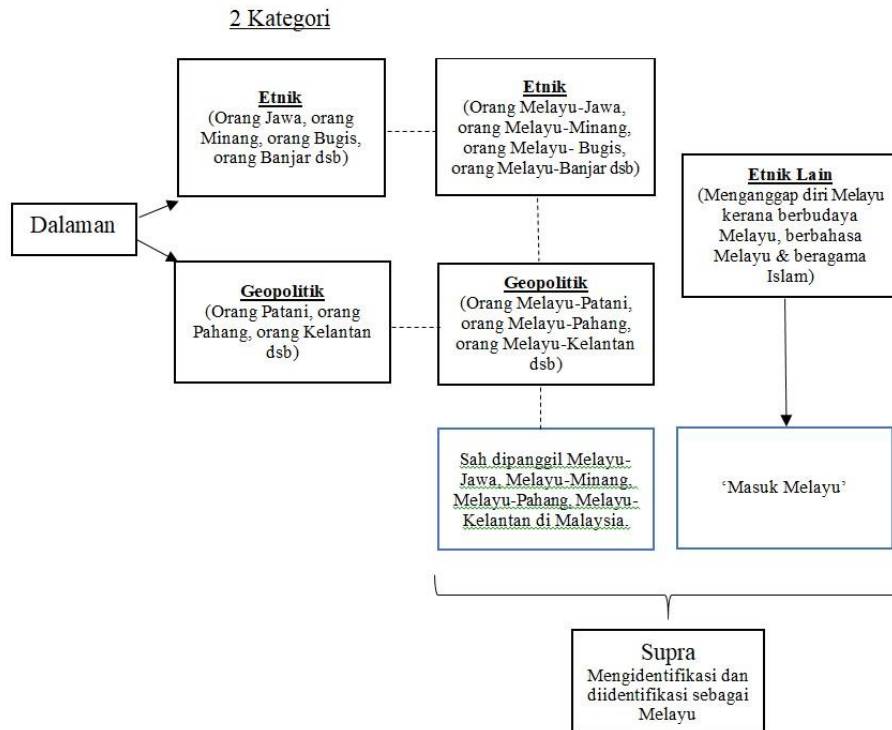 2 Kategori
Etnik
(Orang Jawa, orang
Minang, orang Bugis,
orang Banjar dsb)
Etnik
(Orang Melayu-Jawa,
orang Melayu-Minang,
orang Melayu- Bugis,
orang Melayu-Banjar dsb)
Etnik Lain
(Menganggap diri Melayu
kerana berbudaya
Melayu, berbahasa
Melayu & beragama
Islam)
Dalaman
Geopolitik
(Orang Patani, orang
Pahang, orang Kelantan
dsb)
Geopolitik
(Orang Melayu-Patani,
orang Melayu-Pahang,
orang Melayu-Kelantan
dsb)
Sah dipanggil Melayu-
Jawa, Melayu-Minang,
Melayu-Pahang, Melayu-
Kelantan di Malaysia.
‘Masuk Melayu’
Supra
Mengidentifikasi dan
diidentifikasi sebagai
Melayu